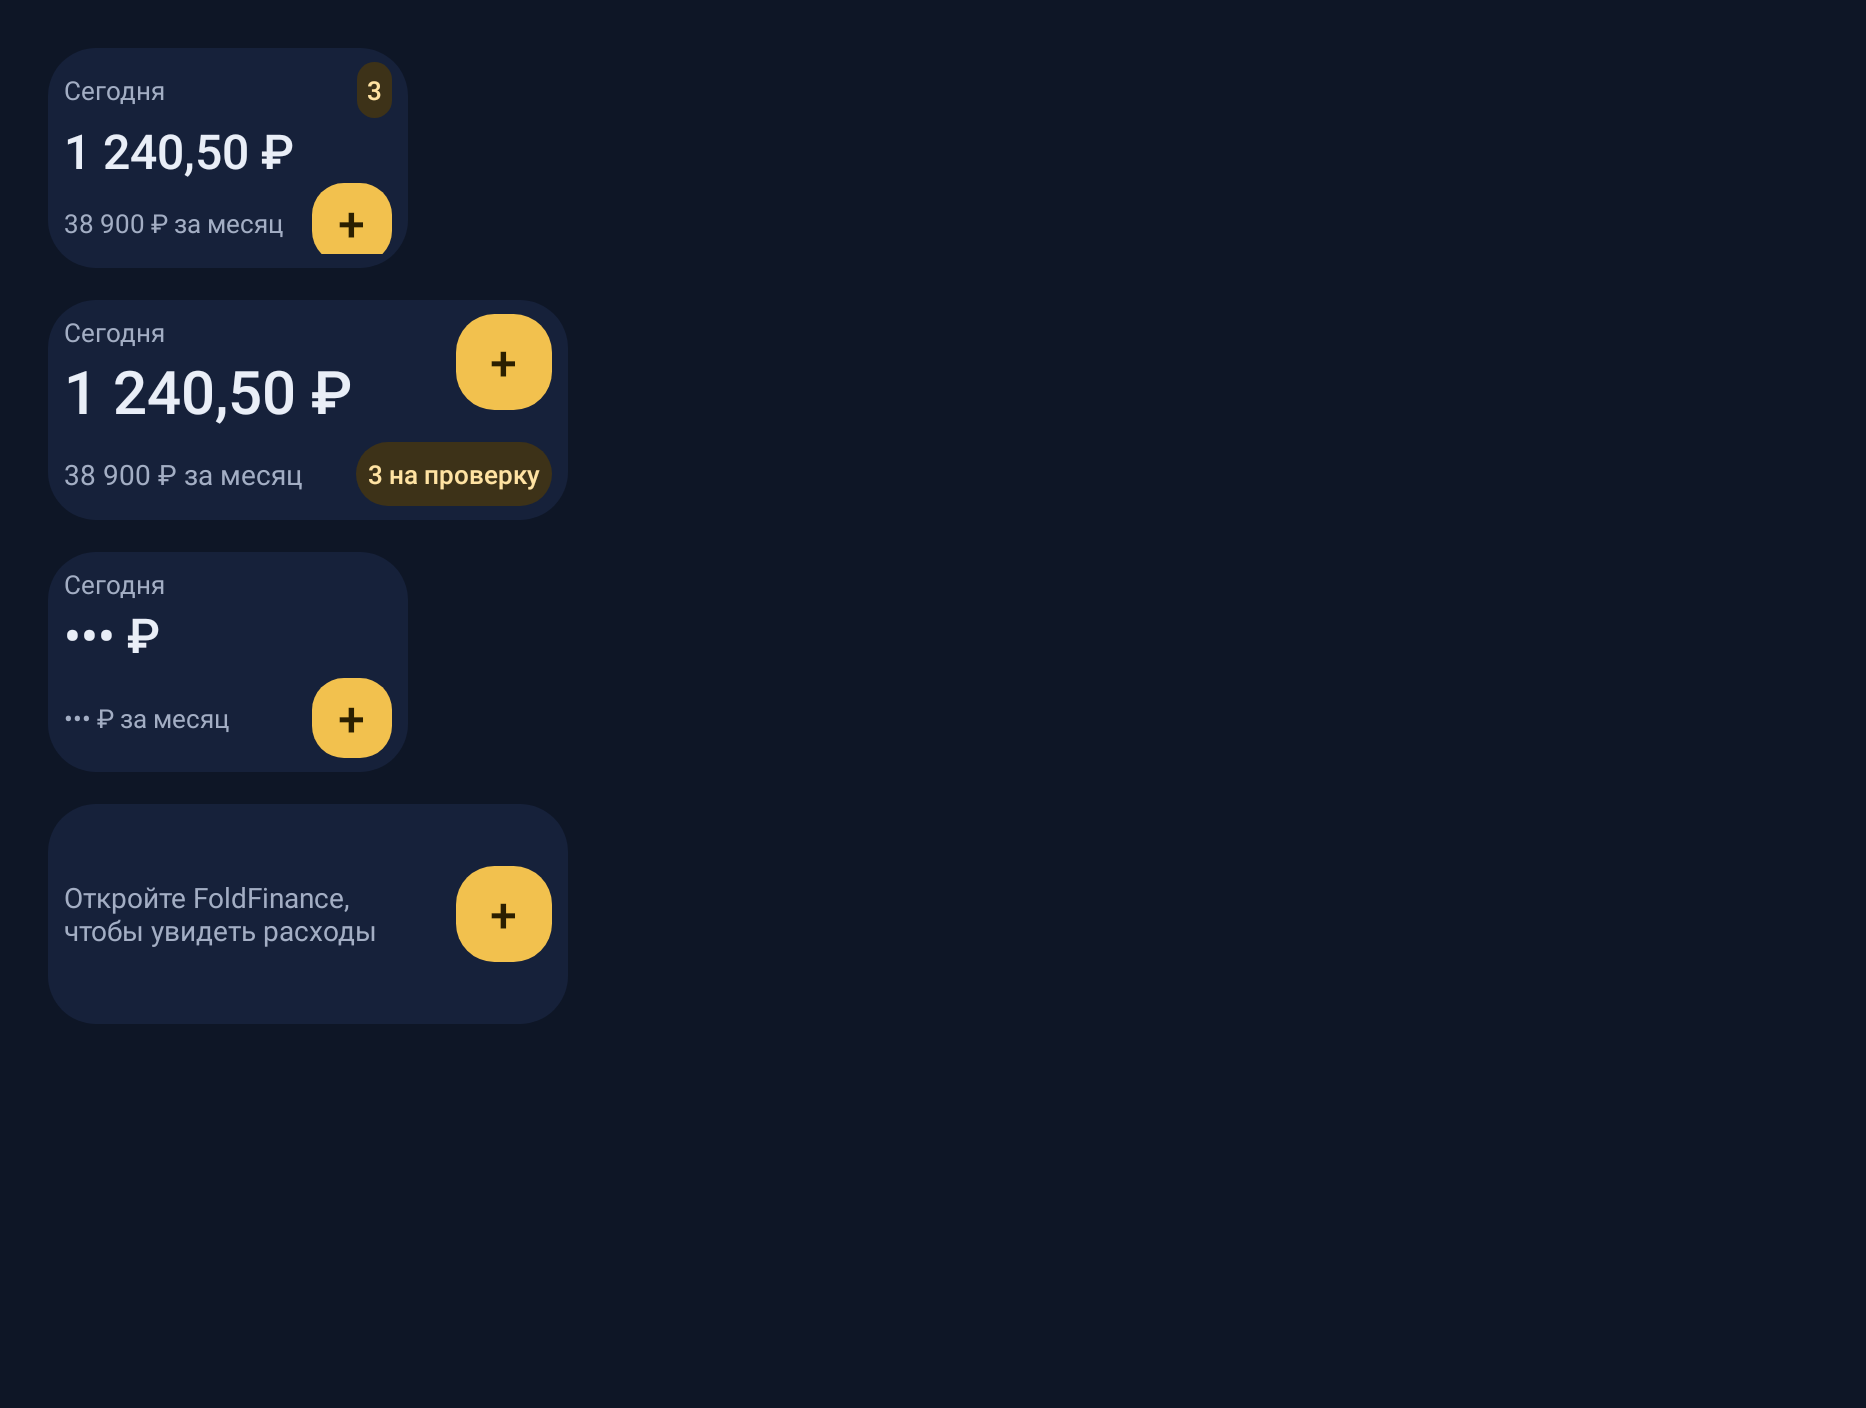 Сегодня
3
1 240,50 ₽
38 900 ₽ за месяц
+
Сегодня
+
1 240,50 ₽
38 900 ₽ за месяц
3 на проверку
Сегодня
••• ₽
••• ₽ за месяц
+
Откройте FoldFinance,
чтобы увидеть расходы
+